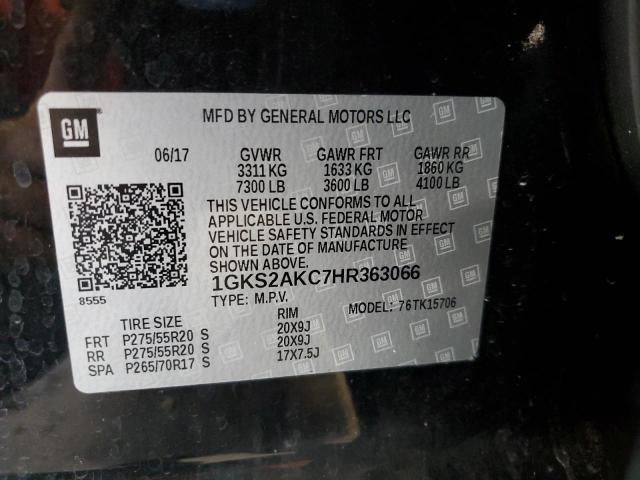 GM
MFD BY GENERAL MOTORS LLC
06/17 GVWR GAWR FRT GAWR RR
3311 KG 1633 KG 1860 KG
7300 LB 3600 LB 4100 LB
THIS VEHICLE CONFORMS TO ALL
APPLICABLE U.S. FEDERAL MOTOR
VEHICLE SAFETY STANDARDS IN EFFECT
ON THE DATE OF MANUFACTURE
SHOWN ABOVE.
8555
1GKS2AKC7HR363066
TYPE: M.P.V. MODEL: 76TK15706
TIRE SIZE RIM
FRT P275/55R20 S 20X9J
RR P275/55R20 S 20X9J
SPA P265/70R17 S 17X7.5J